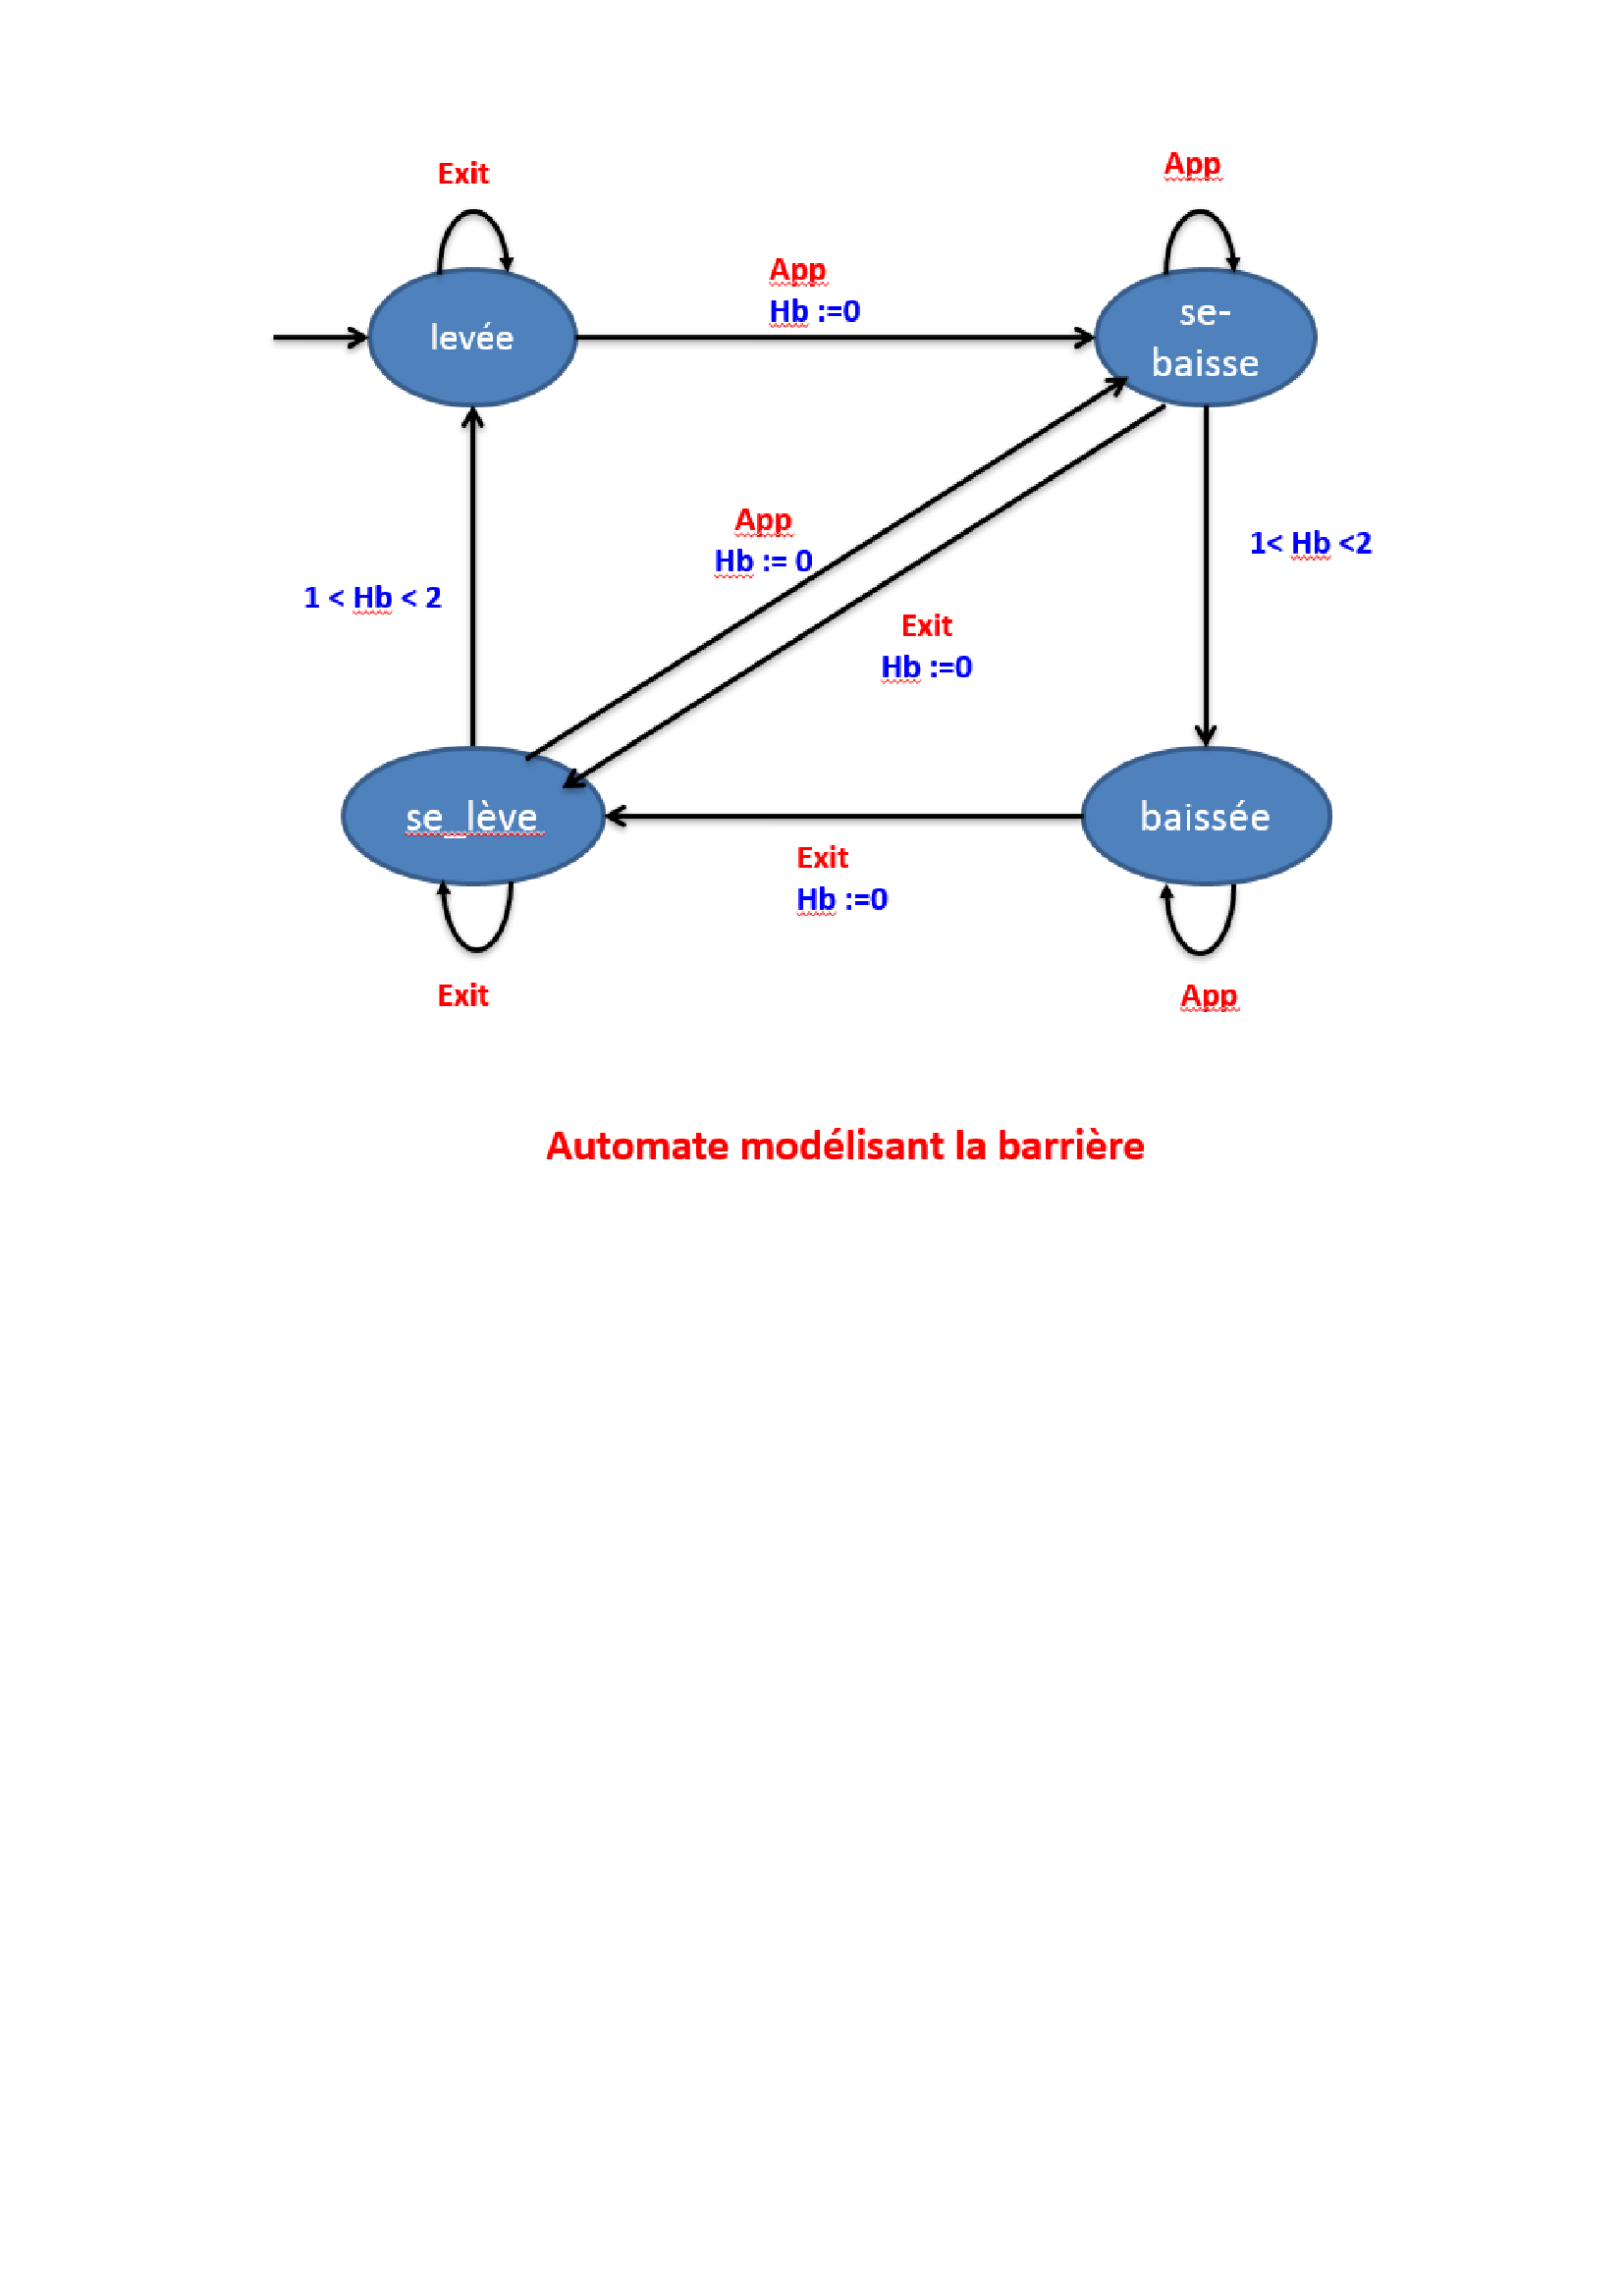 Exit
App
App
Hb :=0
levée
se-
baisse
App
Hb := 0
1< Hb <2
1 < Hb < 2
Exit
Hb :=0
se_lève
baissée
Exit
Hb :=0
Exit
App
Automate modélisant la barrière